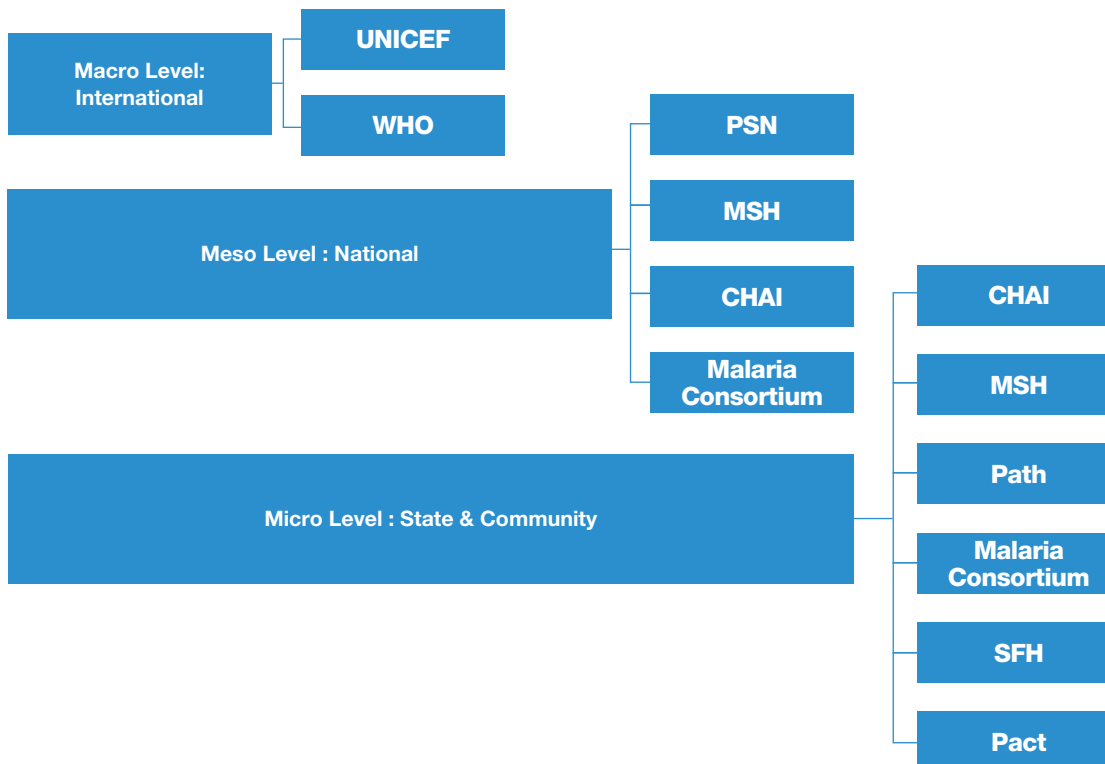 Macro Level:
International
UNICEF
WHO
Meso Level : National
PSN
MSH
CHAI
Malaria
Consortium
Micro Level : State & Community
CHAI
MSH
Path
Malaria
Consortium
SFH
Pact